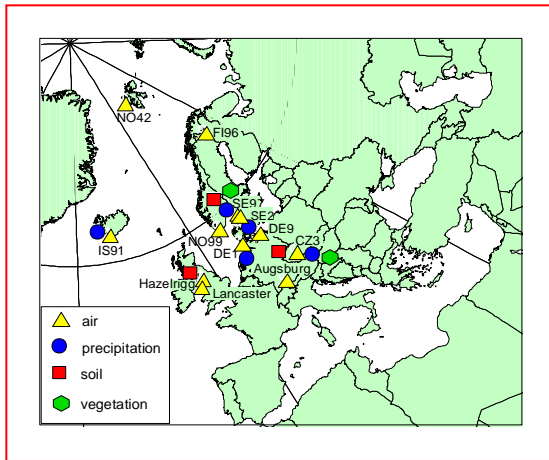 NO42
FI96
SE97
SE2
IS91
NO99
DE9
DE1
CZ3
Augsburg
Hazelrigg
Lancaster
air
precipitation
soil
vegetation